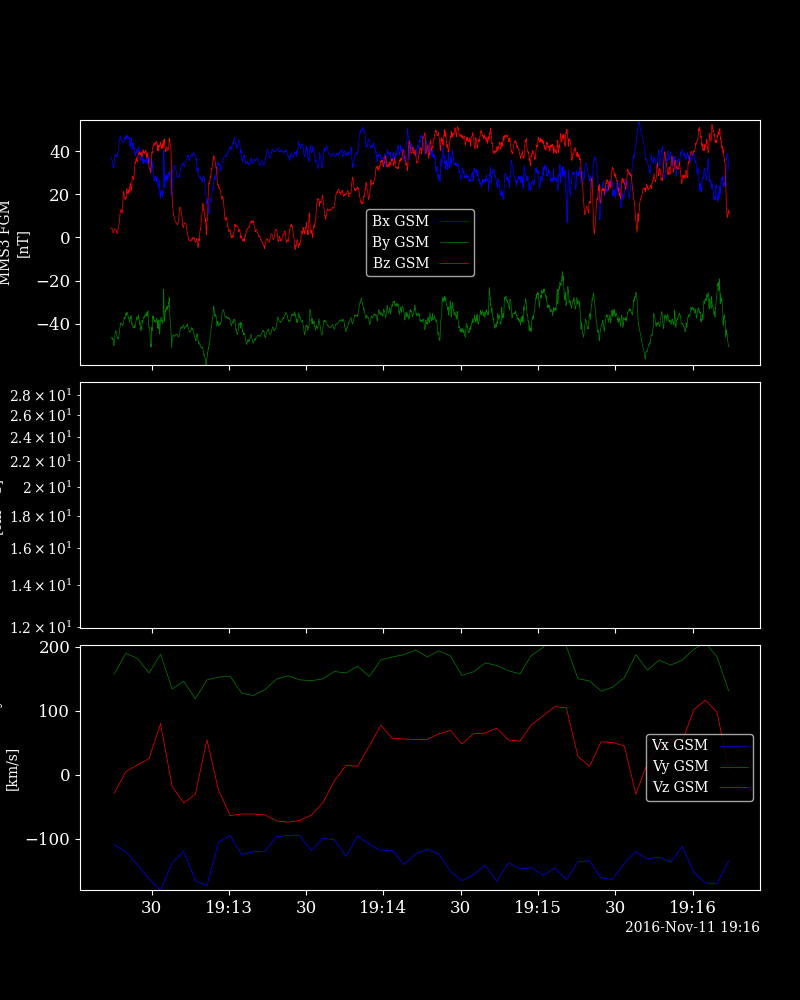 40
20
0
−20
−40
MMS3 FGM
[nT]
Bx GSM
By GSM
Bz GSM
2.8 × 10¹
2.6 × 10¹
2.4 × 10¹
2.2 × 10¹
2 × 10¹
1.8 × 10¹
1.6 × 10¹
1.4 × 10¹
1.2 × 10¹
200
100
0
−100
[km/s]
Vx GSM
Vy GSM
Vz GSM
30 19:13 30 19:14 30 19:15 30 19:16
2016-Nov-11 19:16